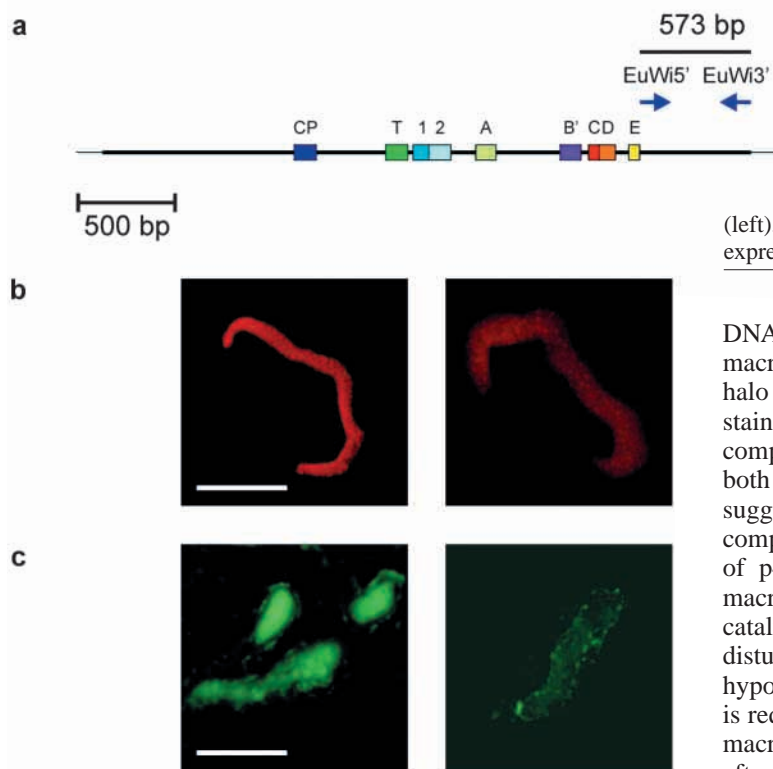 a
573 bp
EuWi5' EuWi3'
CP T 1 2 A B' CD E
500 bp
b
c
(left)
expre
DNA
macr
halo
stain
comp
both
sugg
comp
of p
macr
catal
distu
hypo
is rec
macr